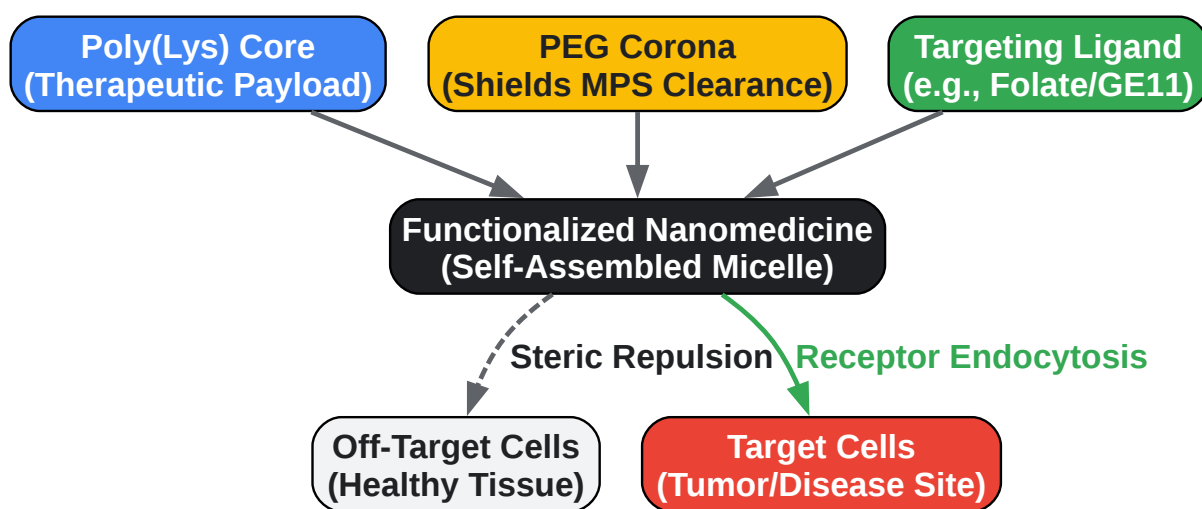 Poly(Lys) Core
(Therapeutic Payload)
PEG Corona
(Shields MPS Clearance)
Targeting Ligand
(e.g., Folate/GE11)
Functionalized Nanomedicine
(Self-Assembled Micelle)
Steric Repulsion
Receptor Endocytosis
Off-Target Cells
(Healthy Tissue)
Target Cells
(Tumor/Disease Site)